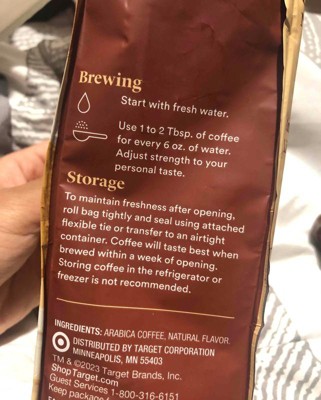 Brewing
Start with fresh water.
Use 1 to 2 Tbsp. of coffee
for every 6 oz. of water.
Adjust strength to your
personal taste.
Storage
To maintain freshness after opening,
roll bag tightly and seal using attached
flexible tie or transfer to an airtight
container. Coffee will taste best when
brewed within a week of opening.
Storing coffee in the refrigerator or
freezer is not recommended.
INGREDIENTS: ARABICA COFFEE, NATURAL FLAVOR.
DISTRIBUTED BY TARGET CORPORATION
MINNEAPOLIS, MN 55403
TM & ©2023 Target Brands, Inc.
ShopTarget.com
Guest Services 1-800-316-6151
Keep package